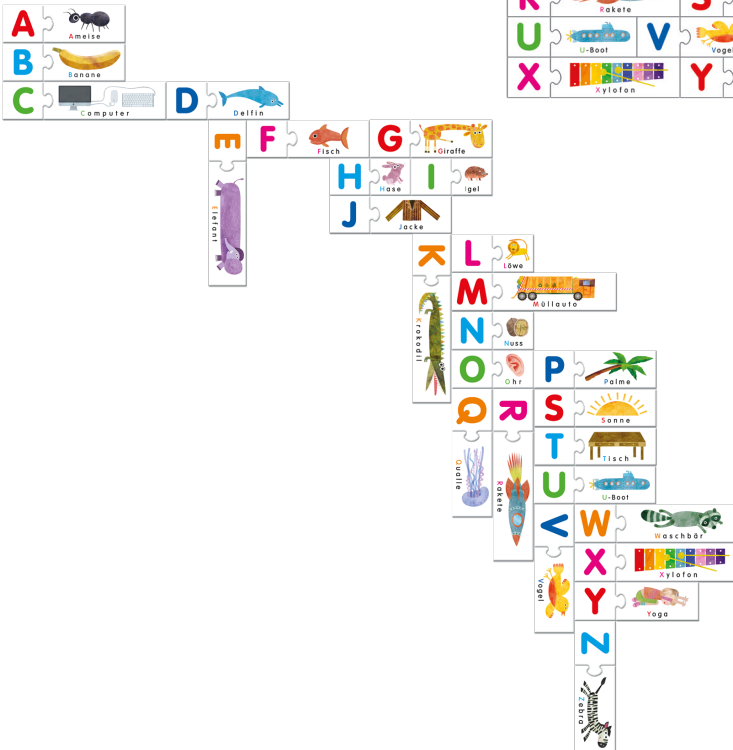 R
Rakete
S
U
U-Boot
V
Vogel
X
Xylofon
Y
A
Ameise
B
Banane
C
Computer
D
Delfin
E
Elefant
F
Fisch
G
Giraffe
H
Hase
I
Igel
J
Jacke
K
Krokodil
L
Löwe
M
Müllauto
N
Nuss
O
Ohr
P
Palme
Q
Qualle
R
Rakete
S
Sonne
T
Tisch
U
U-Boot
V
Vogel
W
Waschbär
X
Xylofon
Y
Yoga
Z
Zebra